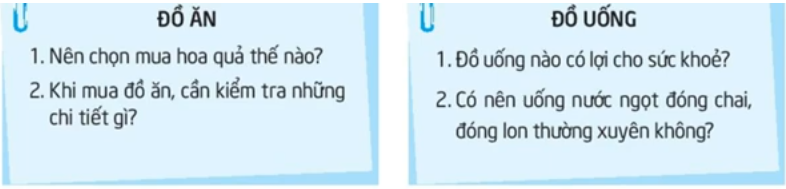 ĐỒ ĂN
1. Nên chọn mua hoa quả thế nào?
2. Khi mua đồ ăn, cần kiểm tra những
chi tiết gì?
ĐỒ UỐNG
1. Đồ uống nào có lợi cho sức khoẻ?
2. Có nên uống nước ngọt đóng chai,
đóng lon thường xuyên không?